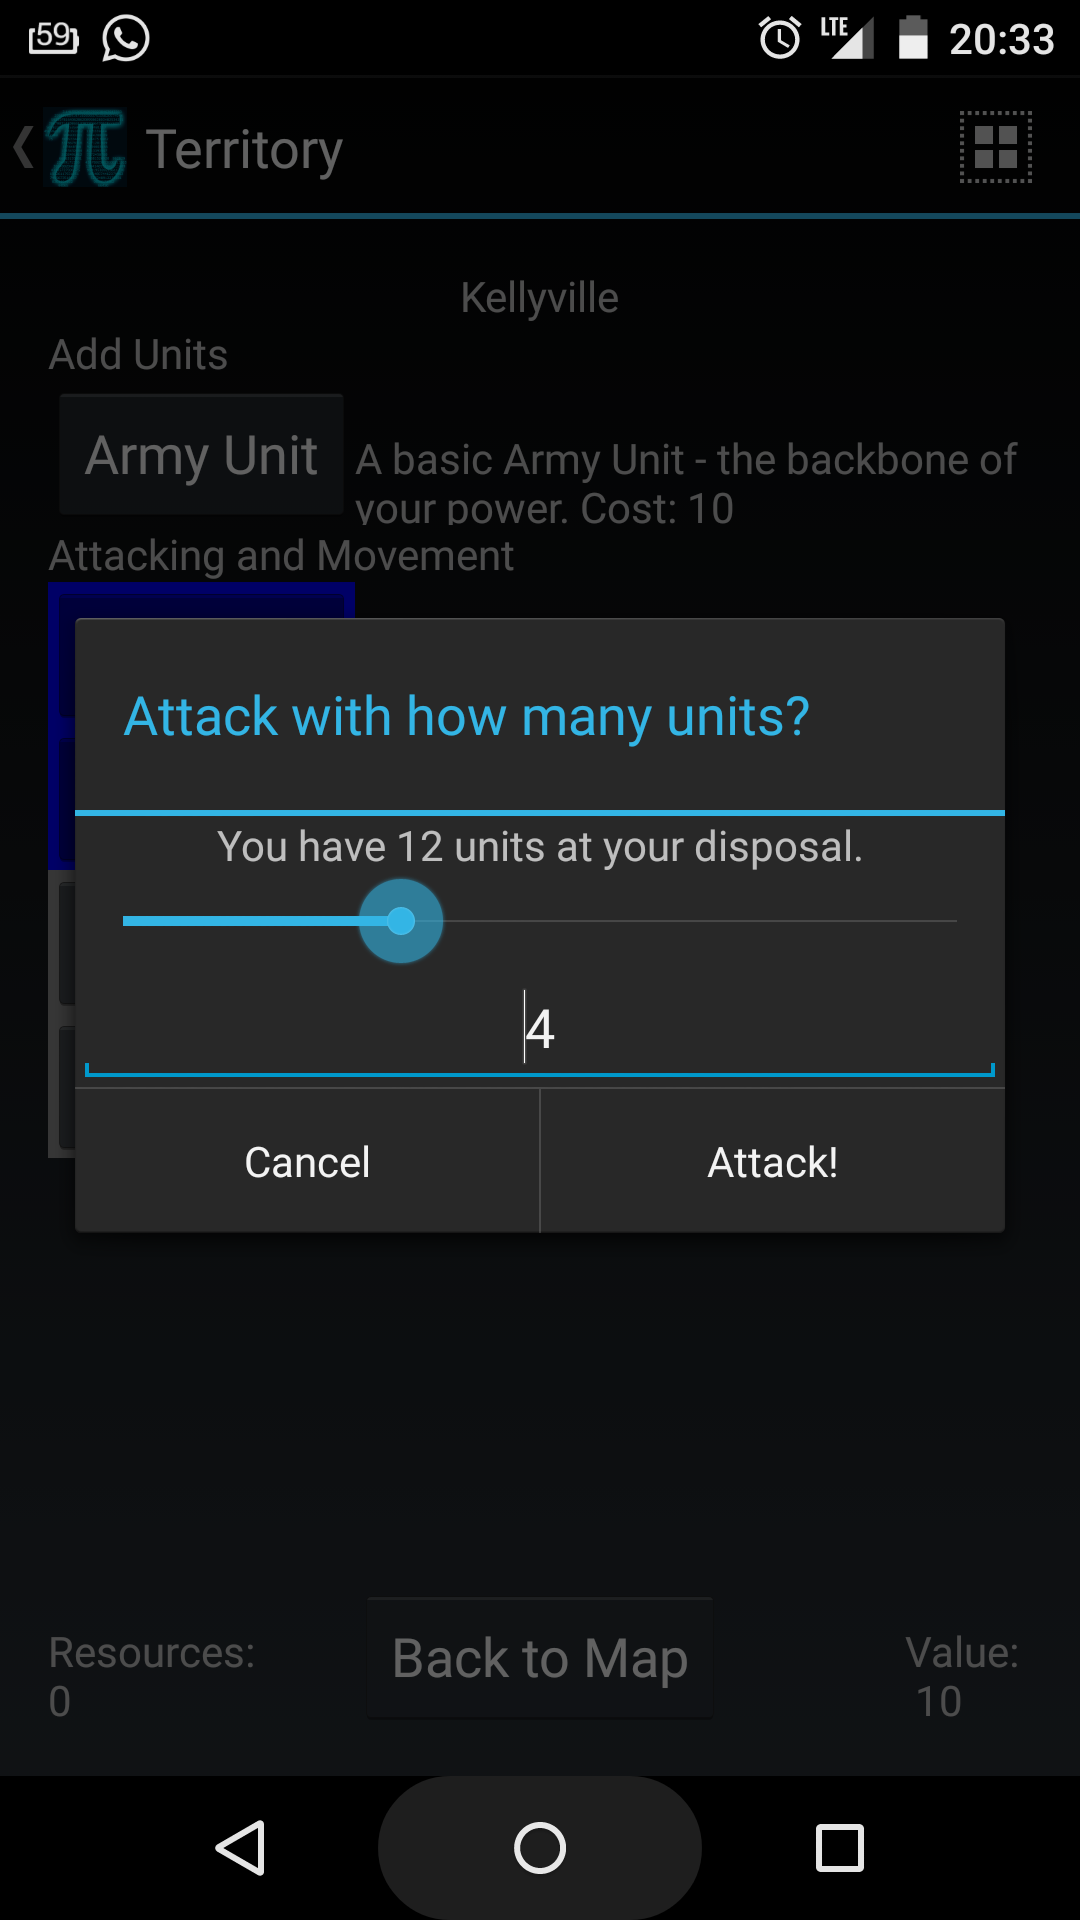 59
LTE
20:33
Territory
Kellyville
Add Units
Army Unit
A basic Army Unit - the backbone of
your power. Cost: 10
Attacking and Movement
Attack with how many units?
You have 12 units at your disposal.
4
Cancel
Attack!
Resources:
0
Back to Map
Value:
10